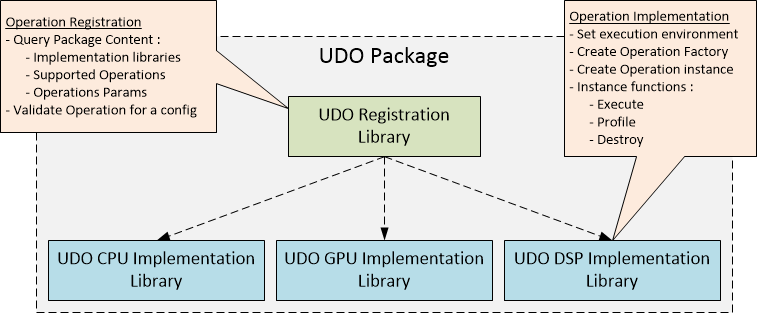 Operation Registration
- Query Package Content :
- Implementation libraries
- Supported Operations
- Operations Params
- Validate Operation for a config
UDO Package
Operation Implementation
- Set execution environment
- Create Operation Factory
- Create Operation instance
- Instance functions :
- Execute
- Profile
- Destroy
UDO Registration
Library
UDO CPU Implementation
Library
UDO GPU Implementation
Library
UDO DSP Implementation
Library